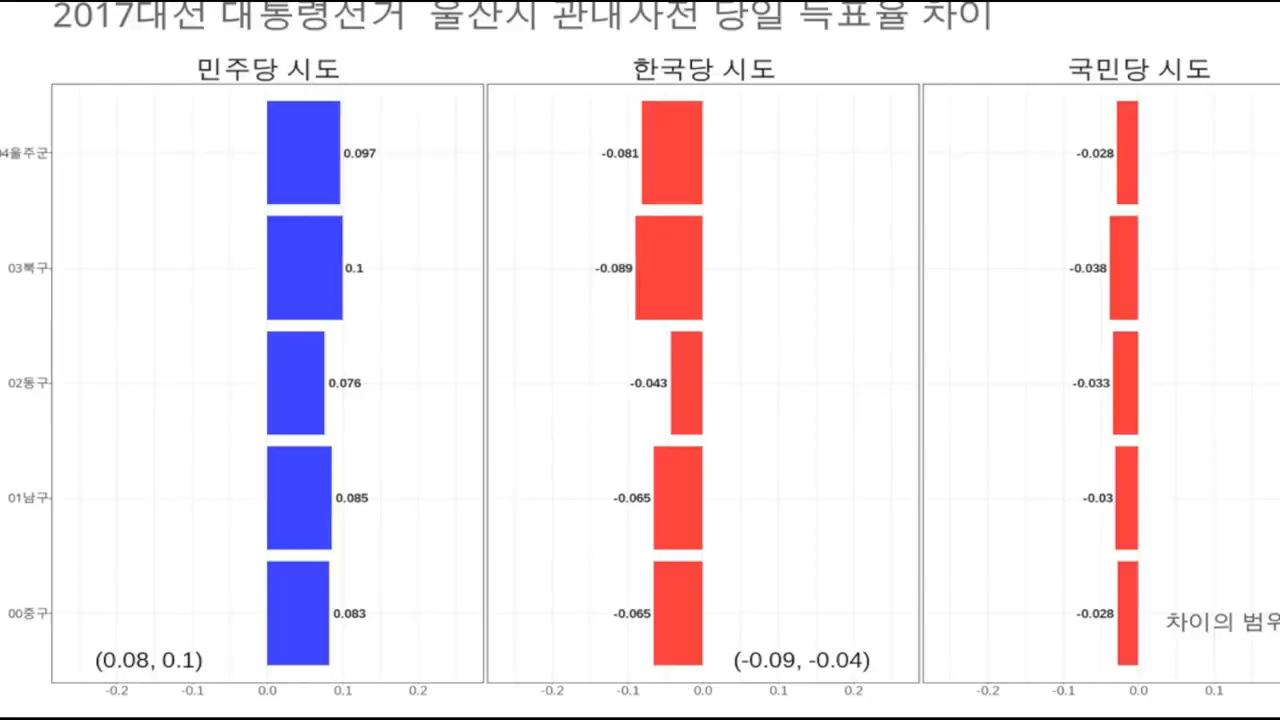 2017대선 대통령선거 울산시 관내사전 당일 득표율 차이
민주당 시도 한국당 시도 국민당 시도
04울주군 0.097 -0.081 -0.028
03북구 0.1 -0.089 -0.038
02동구 0.076 -0.043 -0.033
01남구 0.085 -0.065 -0.03
00중구 0.083 -0.065 -0.028
차이의 범위
(0.08, 0.1) (-0.09, -0.04)
-0.2 -0.1 0.0 0.1 0.2 -0.2 -0.1 0.0 0.1 0.2 -0.2 -0.1 0.0 0.1